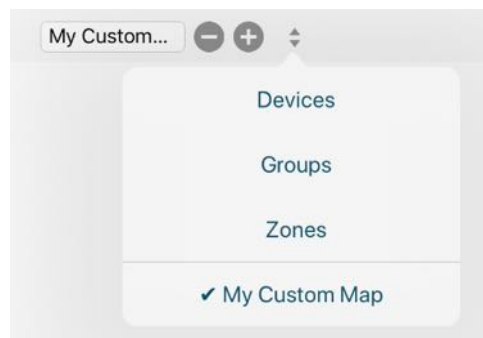 My Custom...
Devices
Groups
Zones
✔ My Custom Map